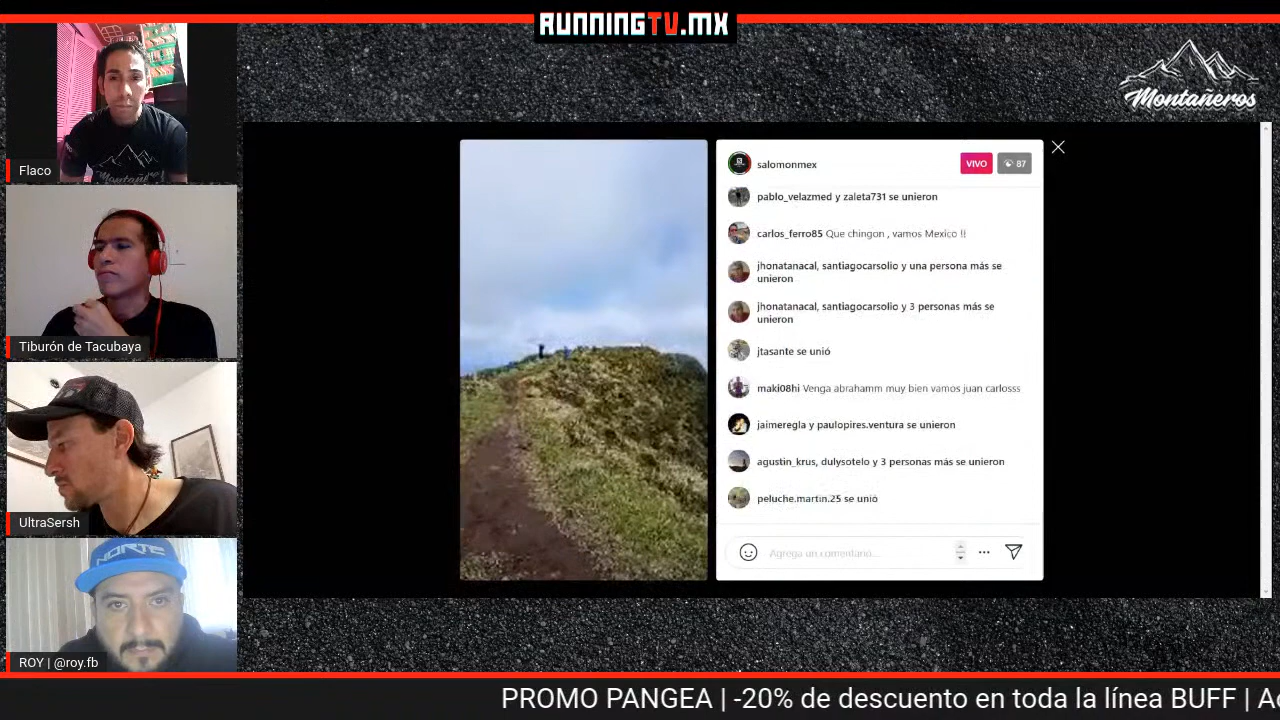 RUNNINGTV.MX
Montañeros
Flaco
Montañeros
Tiburón de Tacubaya
UltraSersh
NORTE
ROY | @roy.fb
salomonmex
VIVO
87
pablo_velazmed y zaleta731 se unieron
carlos_ferro85 Que chingon , vamos Mexico !!
jhonatanacal, santiagocarsolio y una persona más se
unieron
jhonatanacal, santiagocarsolio y 3 personas más se
unieron
jtasante se unió
maki08hi Venga abrahamm muy bien vamos juan carlosss
jaimeregla y paulopires.ventura se unieron
agustin_krus, dulysotelo y 3 personas más se unieron
peluche.martin.25 se unió
Agrega un comentario...
PROMO PANGEA | -20% de descuento en toda la línea BUFF | Ac